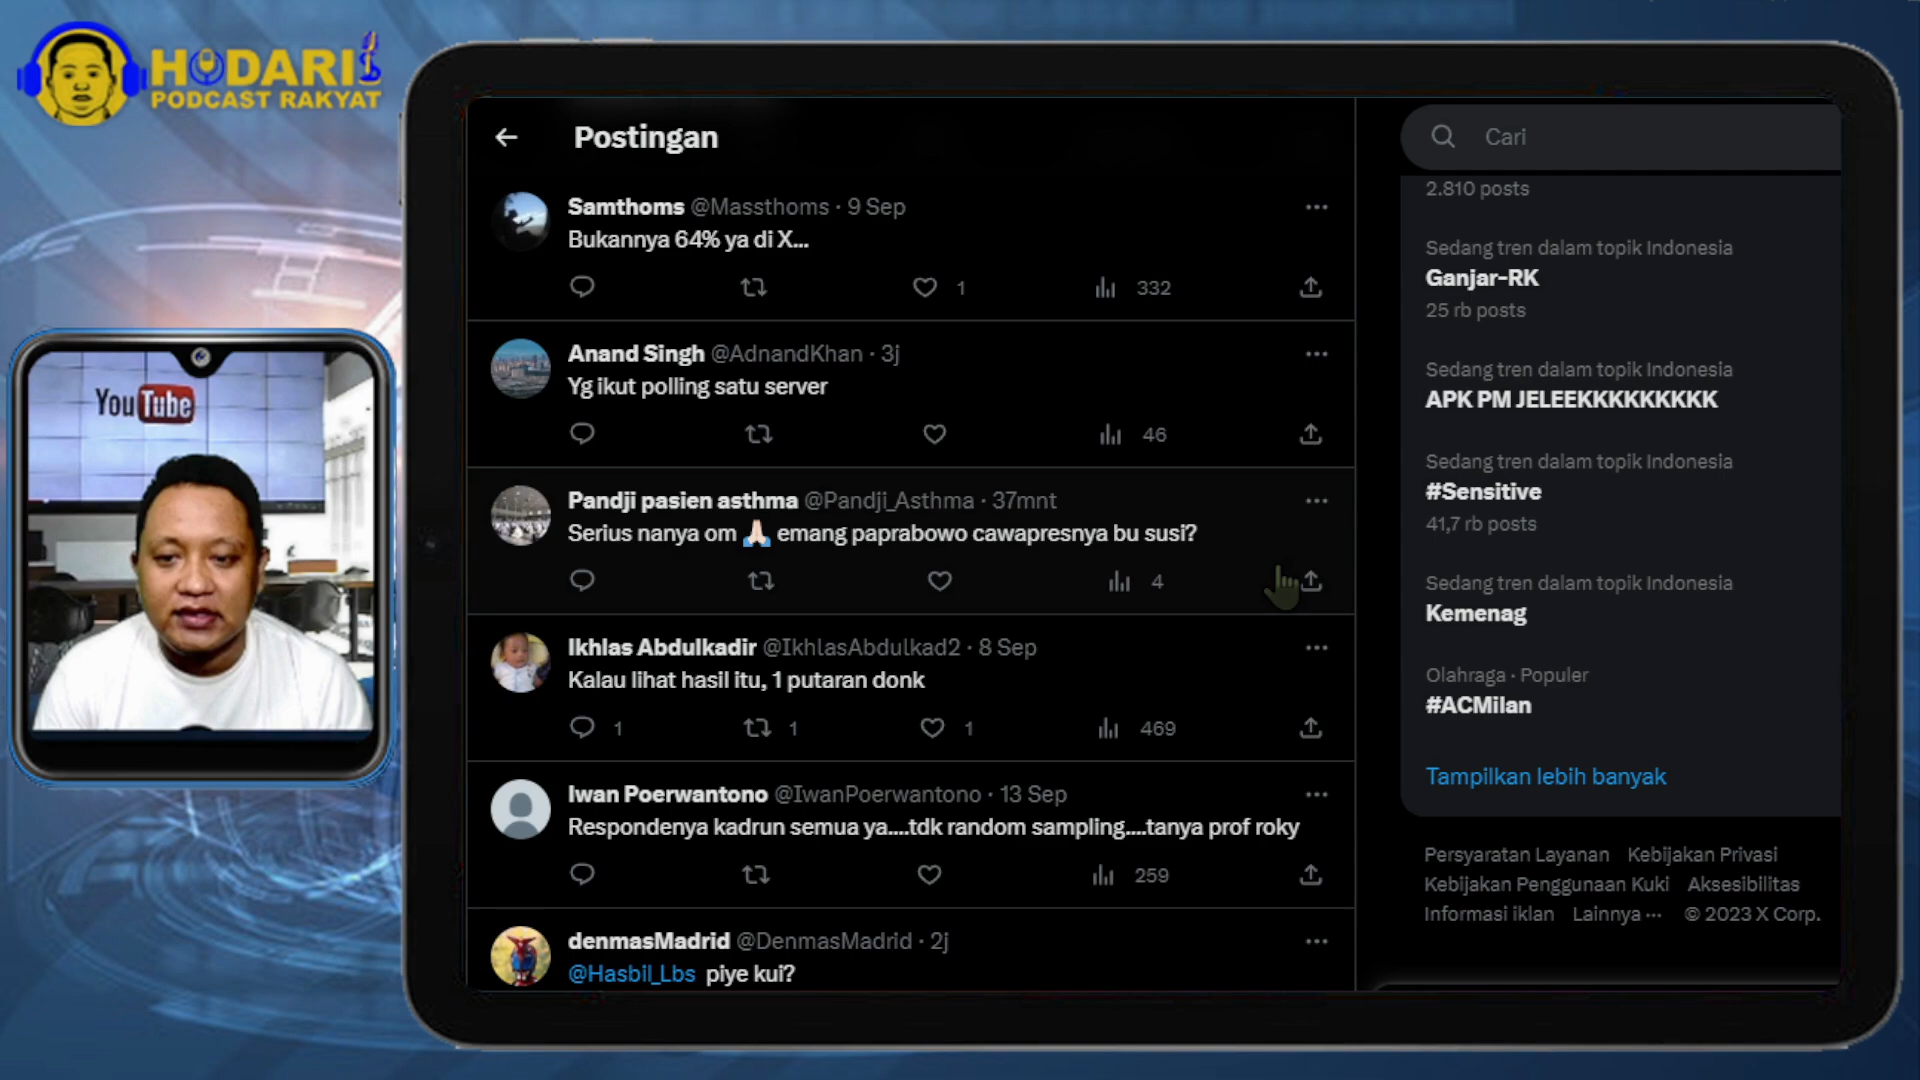 HODARI
PODCAST RAKYAT
YouTube
Postingan
Samthoms @Massthoms · 9 Sep
Bukannya 64% ya di X...
1
332
Anand Singh @AdnandKhan · 3j
Yg ikut polling satu server
46
Pandji pasien asthma @Pandji_Asthma · 37mnt
Serius nanya om 🙏🏻 emang paprabowo cawapresnya bu susi?
4
Ikhlas Abdulkadir @IkhlasAbdulkad2 · 8 Sep
Kalau lihat hasil itu, 1 putaran donk
1
1
1
469
Iwan Poerwantono @IwanPoerwantono · 13 Sep
Respondenya kadrun semua ya....tdk random sampling....tanya prof roky
259
denmasMadrid @DenmasMadrid · 2j
@Hasbil_Lbs piye kui?
Cari
2.810 posts
Sedang tren dalam topik Indonesia
Ganjar-RK
25 rb posts
Sedang tren dalam topik Indonesia
APK PM JELEEKKKKKKKKK
Sedang tren dalam topik Indonesia
#Sensitive
41,7 rb posts
Sedang tren dalam topik Indonesia
Kemenag
Olahraga · Populer
#ACMilan
Tampilkan lebih banyak
Persyaratan Layanan Kebijakan Privasi
Kebijakan Penggunaan Kuki Aksesibilitas
Informasi iklan Lainnya ··· © 2023 X Corp.